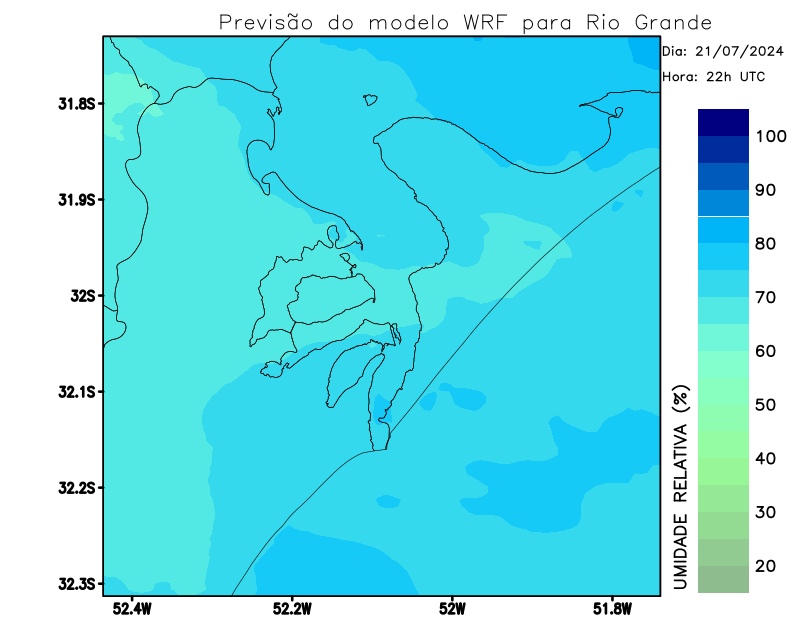 Previsão do modelo WRF para Rio Grande
Dia: 21/07/2024
Hora: 22h UTC
31.8S
31.9S
32S
32.1S
32.2S
32.3S
52.4W
52.2W
52W
51.8W
100
90
80
70
60
50
40
30
20
UMIDADE RELATIVA (%)